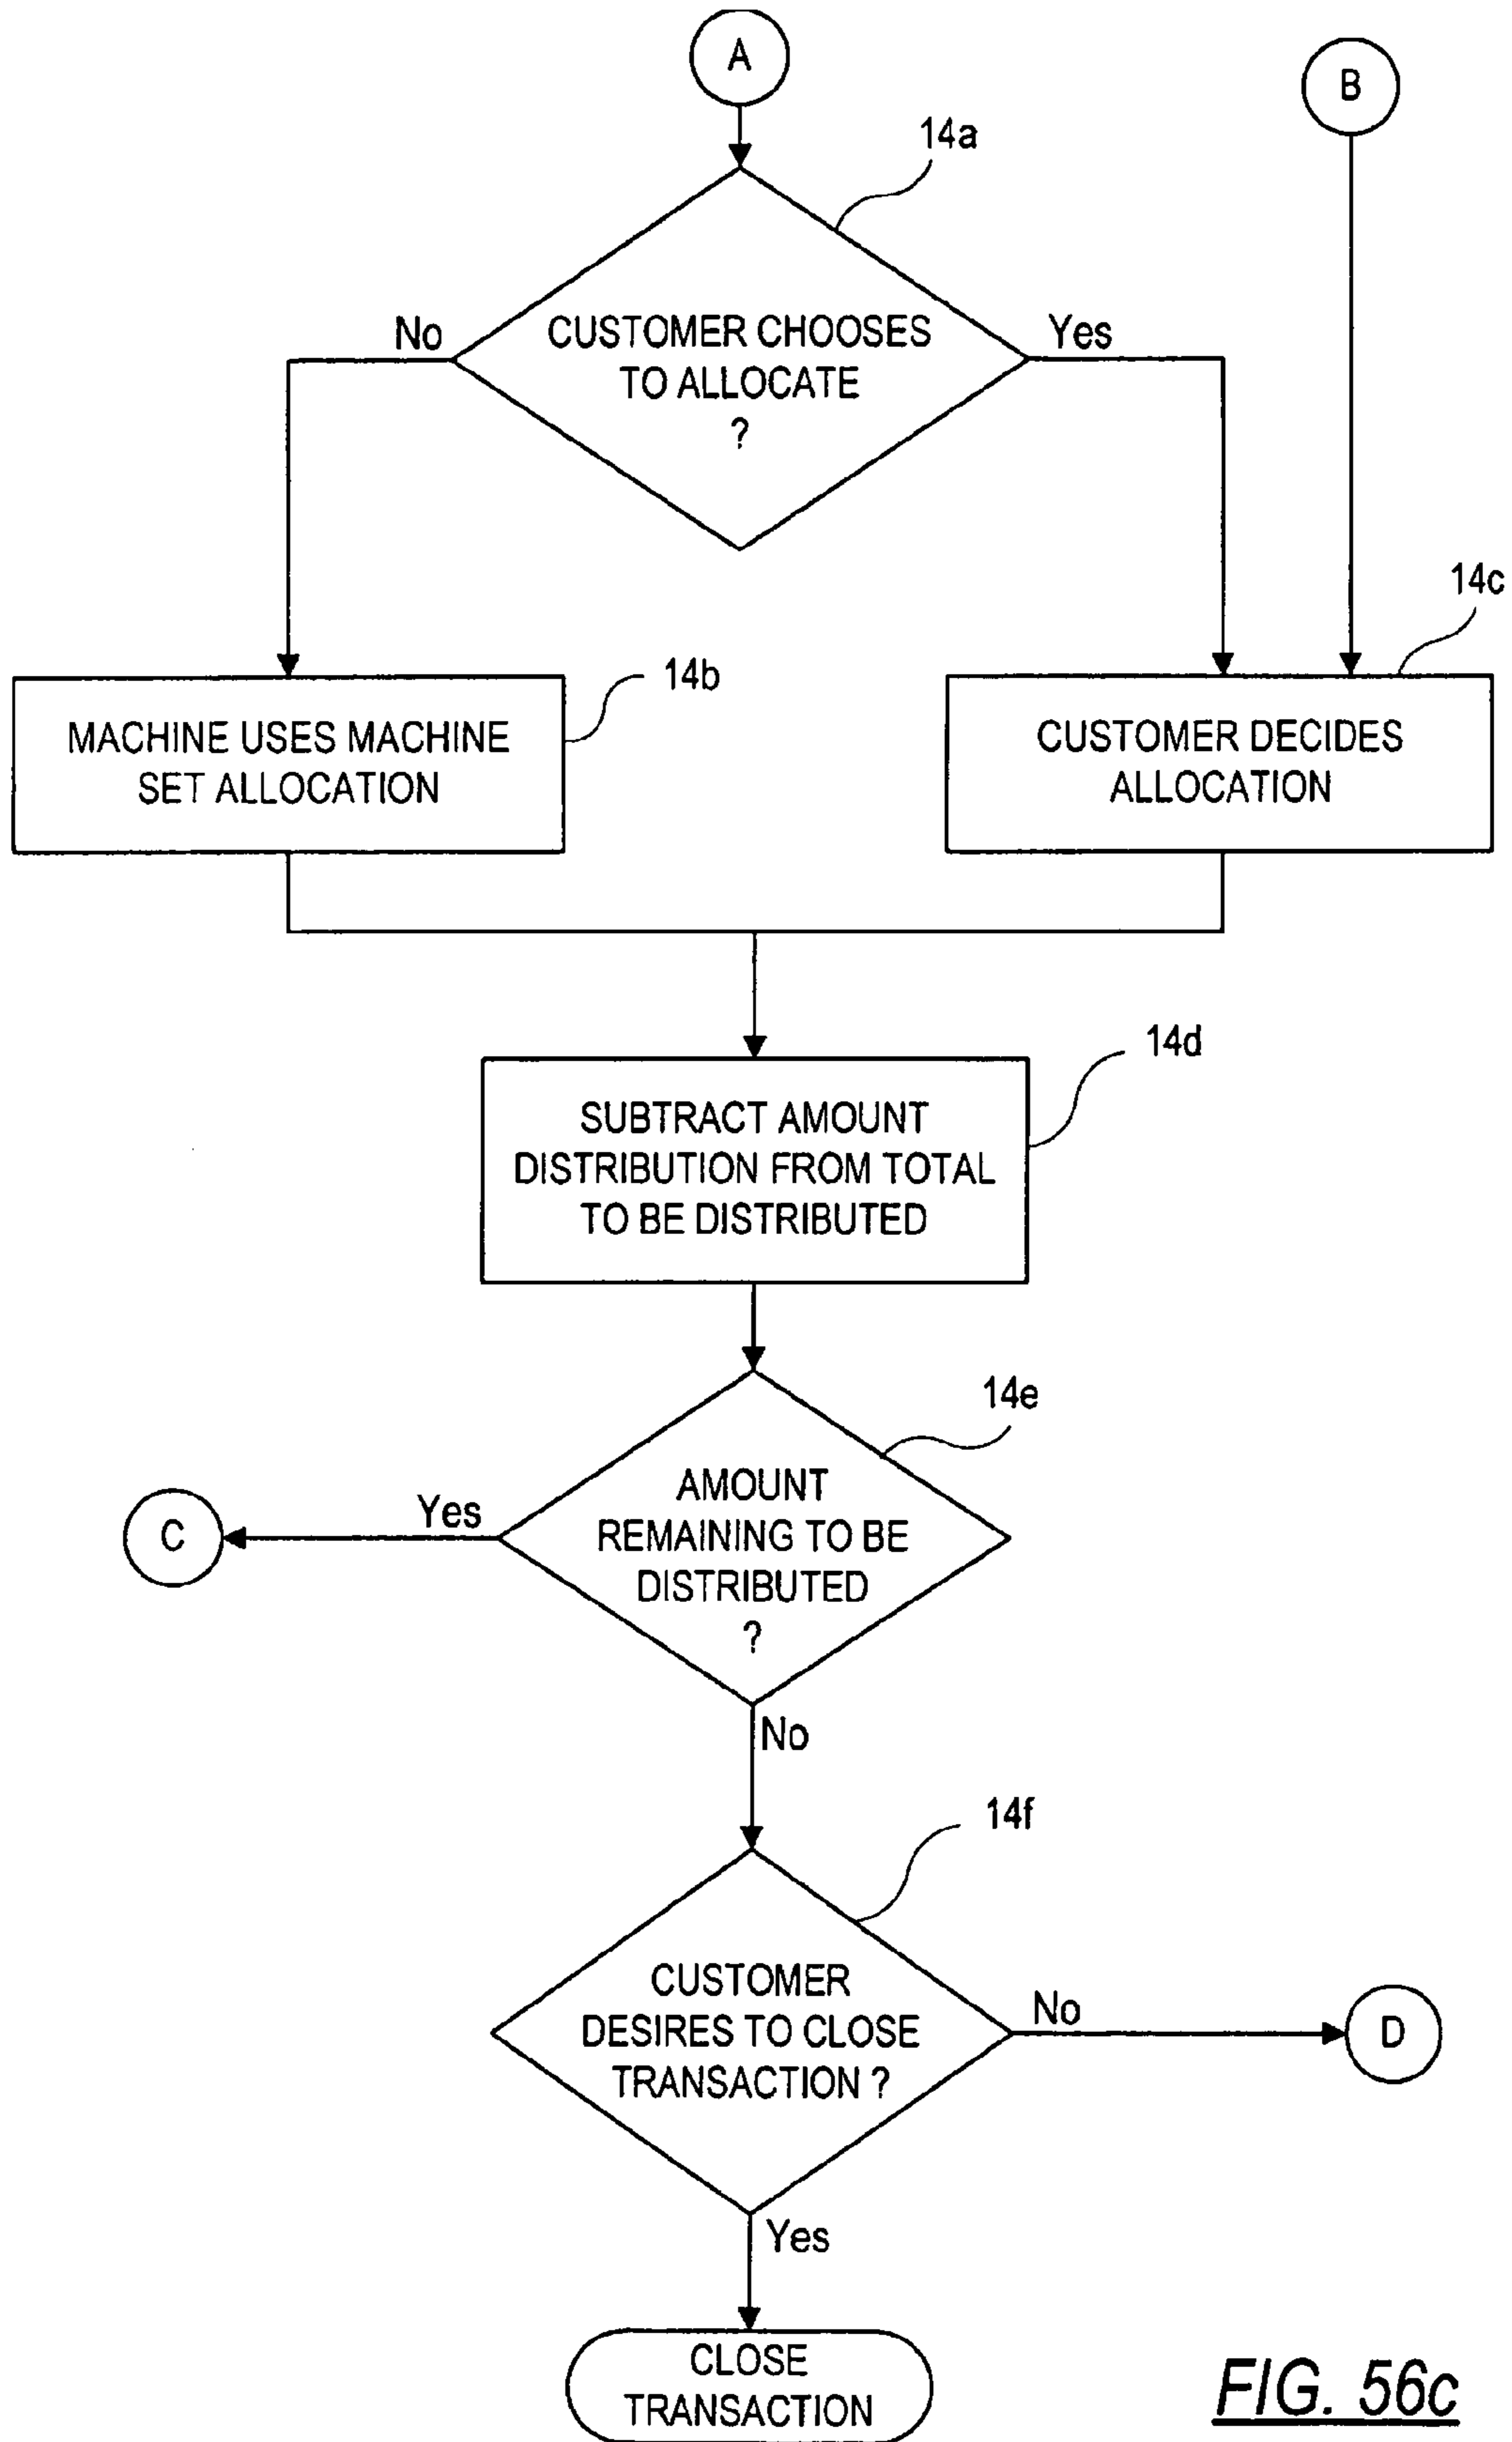 A
B
14a
No
CUSTOMER CHOOSES
TO ALLOCATE
?
Yes
14c
14b
MACHINE USES MACHINE
SET ALLOCATION
CUSTOMER DECIDES
ALLOCATION
14d
SUBTRACT AMOUNT
DISTRIBUTION FROM TOTAL
TO BE DISTRIBUTED
14e
C
Yes
AMOUNT
REMAINING TO BE
DISTRIBUTED
?
No
14f
CUSTOMER
DESIRES TO CLOSE
TRANSACTION ?
No
D
Yes
CLOSE
TRANSACTION
FIG. 56c